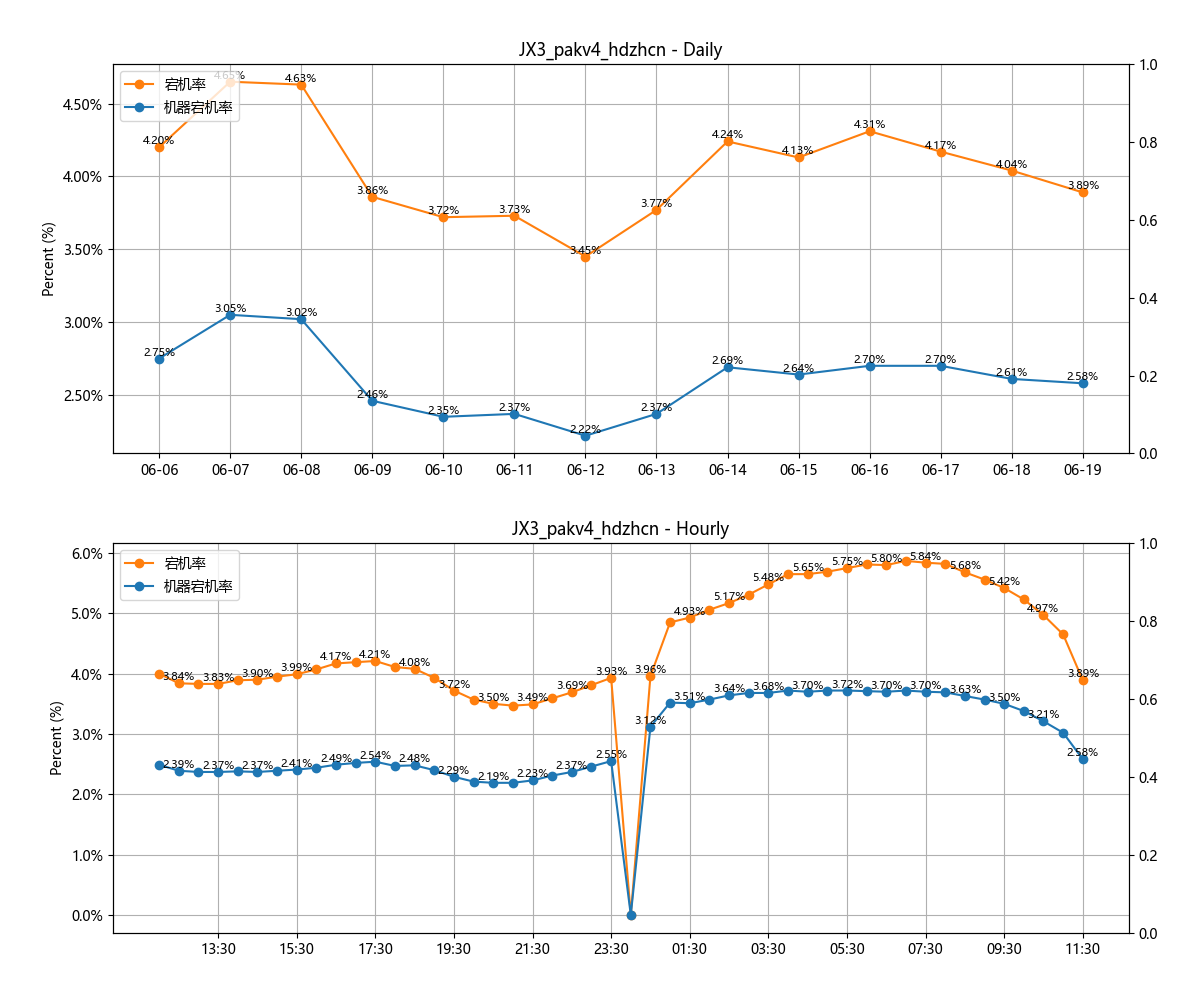 JX3_pakv4_hdzhcn - Daily
宕机率
机器宕机率
Percent (%)
4.50%
4.00%
3.50%
3.00%
2.50%
1.0
0.8
0.6
0.4
0.2
0.0
4.20% 4.65% 4.63% 3.86% 3.72% 3.73% 3.45% 3.77% 4.24% 4.13% 4.31% 4.17% 4.04% 3.89%
2.75% 3.05% 3.02% 2.46% 2.35% 2.37% 2.22% 2.37% 2.69% 2.64% 2.70% 2.70% 2.61% 2.58%
06-06 06-07 06-08 06-09 06-10 06-11 06-12 06-13 06-14 06-15 06-16 06-17 06-18 06-19
JX3_pakv4_hdzhcn - Hourly
宕机率
机器宕机率
Percent (%)
6.0%
5.0%
4.0%
3.0%
2.0%
1.0%
0.0%
1.0
0.8
0.6
0.4
0.2
0.0
3.84% 3.83% 3.90% 3.99% 4.17% 4.21% 4.08% 3.72% 3.50% 3.49% 3.69% 3.93% 3.96% 4.93% 5.17% 5.48% 5.65% 5.75% 5.80% 5.84% 5.68% 5.42% 4.97% 3.89%
2.39% 2.37% 2.37% 2.41% 2.49% 2.54% 2.48% 2.29% 2.19% 2.23% 2.37% 2.55% 3.12% 3.51% 3.64% 3.68% 3.70% 3.72% 3.70% 3.70% 3.63% 3.50% 3.21% 2.58%
13:30 15:30 17:30 19:30 21:30 23:30 01:30 03:30 05:30 07:30 09:30 11:30